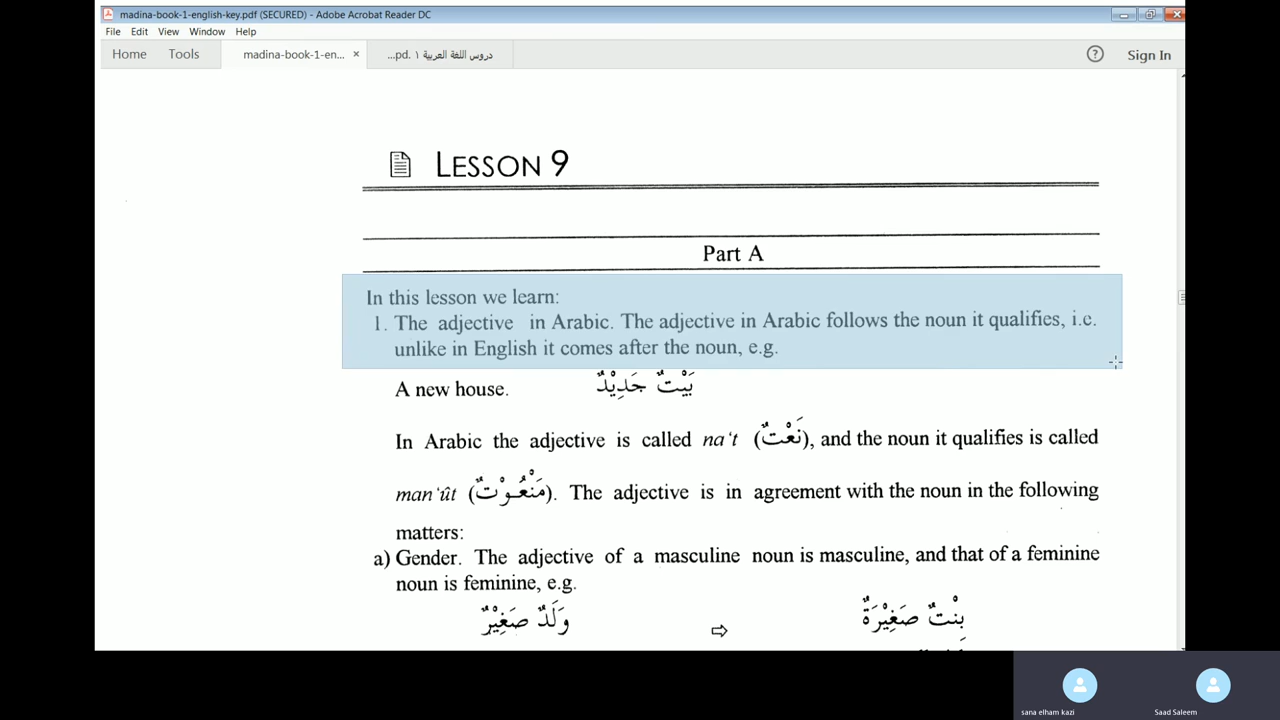 madina-book-1-english-key.pdf (SECURED) - Adobe Acrobat Reader DC
File Edit View Window Help
Home Tools madina-book-1-en... × دروس اللغة العربية ١ .pd... ? Sign In
LESSON 9
Part A
In this lesson we learn:
1. The adjective in Arabic. The adjective in Arabic follows the noun it qualifies, i.e.
unlike in English it comes after the noun, e.g.
A new house. بَيْتٌ جَدِيْدٌ
In Arabic the adjective is called na‘t (نَعْتٌ), and the noun it qualifies is called
man‘ût (مَنْعُـوْتٌ). The adjective is in agreement with the noun in the following
matters:
a) Gender. The adjective of a masculine noun is masculine, and that of a feminine
noun is feminine, e.g.
وَلَدٌ صَغِيْرٌ ⇨ بِنْتٌ صَغِيْرَةٌ
sana elham kazi Saad Saleem